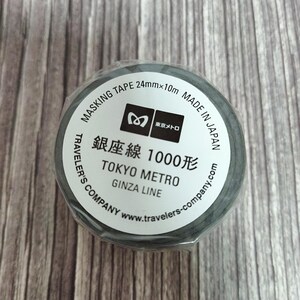 MASKING TAPE 24mm×10m MADE IN JAPAN
東京メトロ
銀座線 1000形
TOKYO METRO
GINZA LINE
TRAVELER'S COMPANY www.travelers-company.com